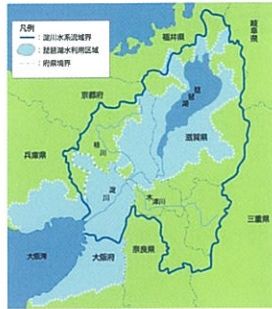 凡例
：淀川水系流域界
：琵琶湖水利用区域
：府県境界
福井県
岐阜県
京都府
琵琶湖
滋賀県
兵庫県
桂川
淀川
木津川
三重県
大阪湾
大阪府
奈良県